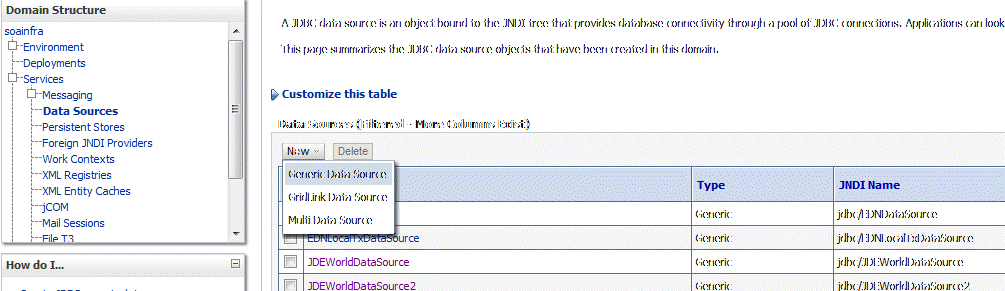 Domain Structure
soainfra
Environment
Deployments
Services
Messaging
Data Sources
Persistent Stores
Foreign JNDI Providers
Work Contexts
XML Registries
XML Entity Caches
jCOM
Mail Sessions
File T3
How do I...
A JDBC data source is an object bound to the JNDI tree that provides database connectivity through a pool of JDBC connections. Applications can look
This page summarizes the JDBC data source objects that have been created in this domain.
Customize this table
Data Sources (Filtered - More Columns Exist)
New Delete
Generic Data Source
GridLink Data Source
Multi Data Source
Type JNDI Name
Generic jdbc/EDNDataSource
EDNLocalTxDataSource Generic jdbc/EDNLocalTxDataSource
JDEWorldDataSource Generic jdbc/JDEWorldDataSource
JDEWorldDataSource2 Generic jdbc/JDEWorldDataSource2